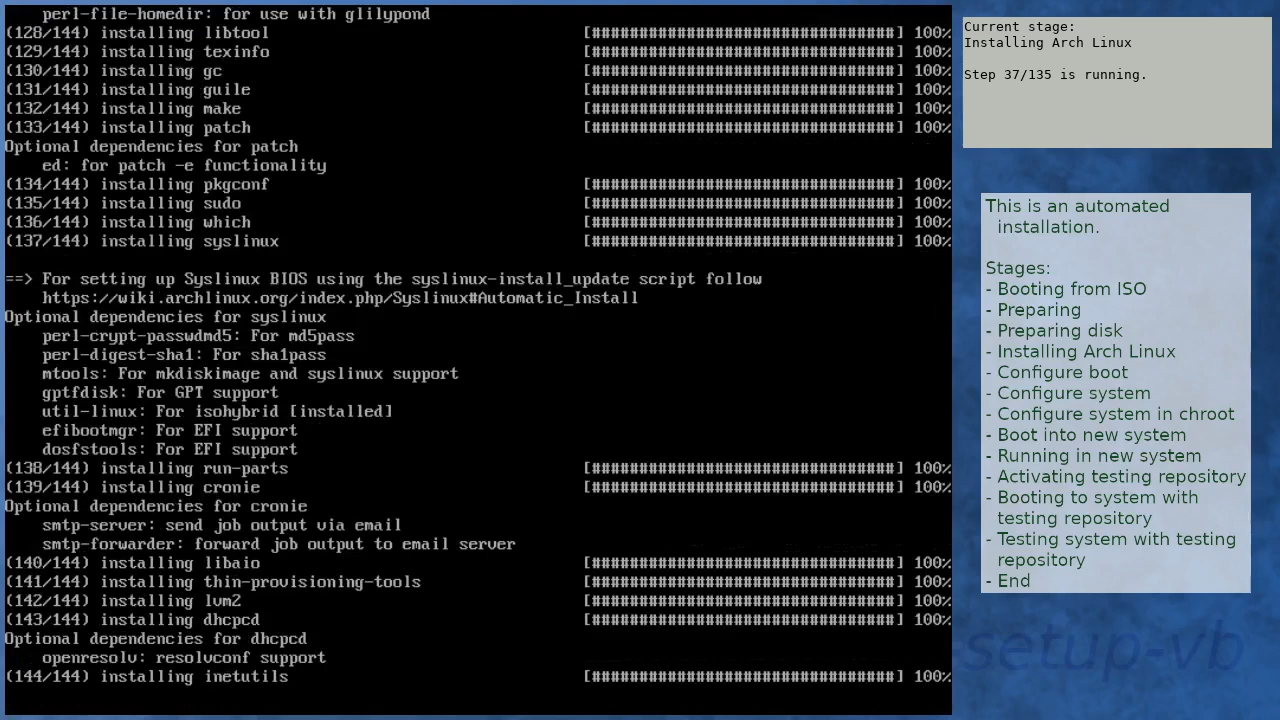 perl-file-homedir: for use with glilypond
(128/144) installing libtool [################################] 100%
(129/144) installing texinfo [################################] 100%
(130/144) installing gc [################################] 100%
(131/144) installing guile [################################] 100%
(132/144) installing make [################################] 100%
(133/144) installing patch [################################] 100%
Optional dependencies for patch
ed: for patch -e functionality
(134/144) installing pkgconf [################################] 100%
(135/144) installing sudo [################################] 100%
(136/144) installing which [################################] 100%
(137/144) installing syslinux [################################] 100%
==> For setting up Syslinux BIOS using the syslinux-install_update script follow
https://wiki.archlinux.org/index.php/Syslinux#Automatic_Install
Optional dependencies for syslinux
perl-crypt-passwdmd5: For md5pass
perl-digest-sha1: For sha1pass
mtools: For mkdiskimage and syslinux support
gptfdisk: For GPT support
util-linux: For isohybrid [installed]
efibootmgr: For EFI support
dosfstools: For EFI support
(138/144) installing run-parts [################################] 100%
(139/144) installing cronie [################################] 100%
Optional dependencies for cronie
smtp-server: send job output via email
smtp-forwarder: forward job output to email server
(140/144) installing libaio [################################] 100%
(141/144) installing thin-provisioning-tools [################################] 100%
(142/144) installing lvm2 [################################] 100%
(143/144) installing dhcpcd [################################] 100%
Optional dependencies for dhcpcd
openresolv: resolvconf support
(144/144) installing inetutils [################################] 100%
Current stage:
Installing Arch Linux
Step 37/135 is running.
This is an automated
installation.
Stages:
- Booting from ISO
- Preparing
- Preparing disk
- Installing Arch Linux
- Configure boot
- Configure system
- Configure system in chroot
- Boot into new system
- Running in new system
- Activating testing repository
- Booting to system with
testing repository
- Testing system with testing
repository
- End
setup-vb